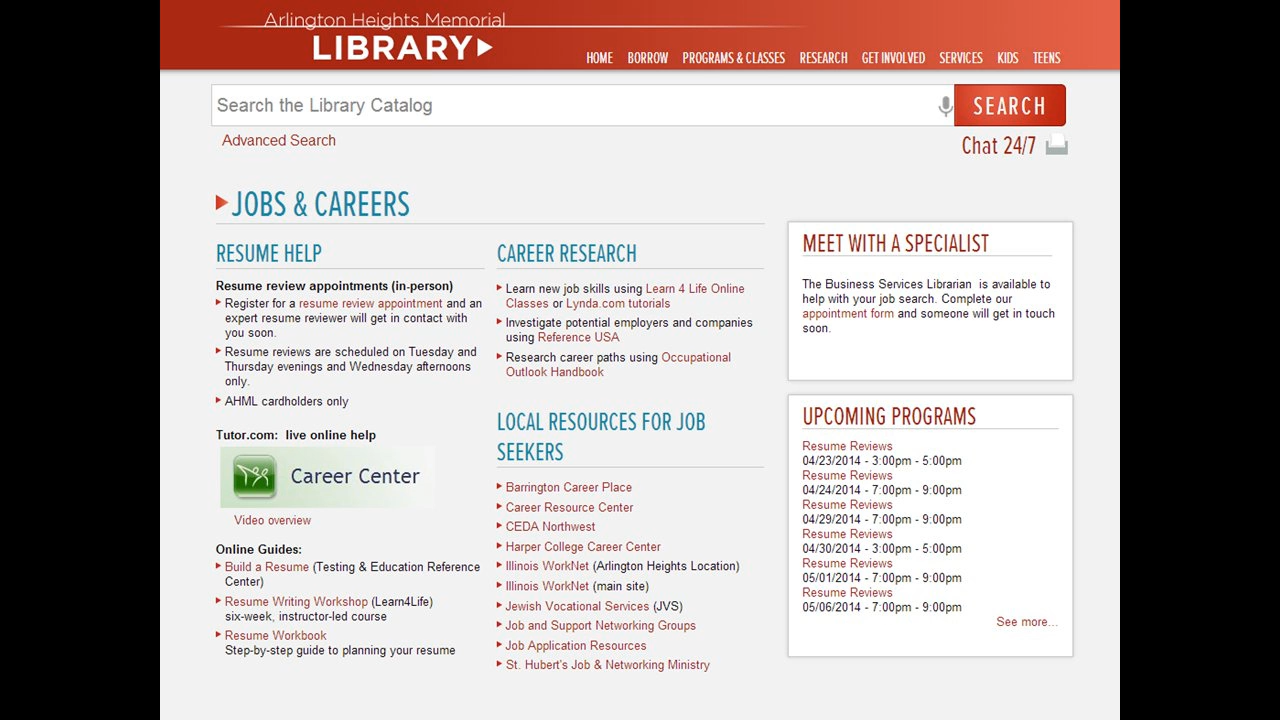 Arlington Heights Memorial
LIBRARY
HOME BORROW PROGRAMS & CLASSES RESEARCH GET INVOLVED SERVICES KIDS TEENS
Search the Library Catalog
SEARCH
Advanced Search
Chat 24/7
JOBS & CAREERS
RESUME HELP
Resume review appointments (in-person)
Register for a resume review appointment and an
expert resume reviewer will get in contact with
you soon.
Resume reviews are scheduled on Tuesday and
Thursday evenings and Wednesday afternoons
only.
AHML cardholders only
Tutor.com: live online help
Career Center
Video overview
Online Guides:
Build a Resume (Testing & Education Reference
Center)
Resume Writing Workshop (Learn4Life)
six-week, instructor-led course
Resume Workbook
Step-by-step guide to planning your resume
CAREER RESEARCH
Learn new job skills using Learn 4 Life Online
Classes or Lynda.com tutorials
Investigate potential employers and companies
using Reference USA
Research career paths using Occupational
Outlook Handbook
LOCAL RESOURCES FOR JOB
SEEKERS
Barrington Career Place
Career Resource Center
CEDA Northwest
Harper College Career Center
Illinois WorkNet (Arlington Heights Location)
Illinois WorkNet (main site)
Jewish Vocational Services (JVS)
Job and Support Networking Groups
Job Application Resources
St. Hubert's Job & Networking Ministry
MEET WITH A SPECIALIST
The Business Services Librarian is available to
help with your job search. Complete our
appointment form and someone will get in touch
soon.
UPCOMING PROGRAMS
Resume Reviews
04/23/2014 - 3:00pm - 5:00pm
Resume Reviews
04/24/2014 - 7:00pm - 9:00pm
Resume Reviews
04/29/2014 - 7:00pm - 9:00pm
Resume Reviews
04/30/2014 - 3:00pm - 5:00pm
Resume Reviews
05/01/2014 - 7:00pm - 9:00pm
Resume Reviews
05/06/2014 - 7:00pm - 9:00pm
See more...